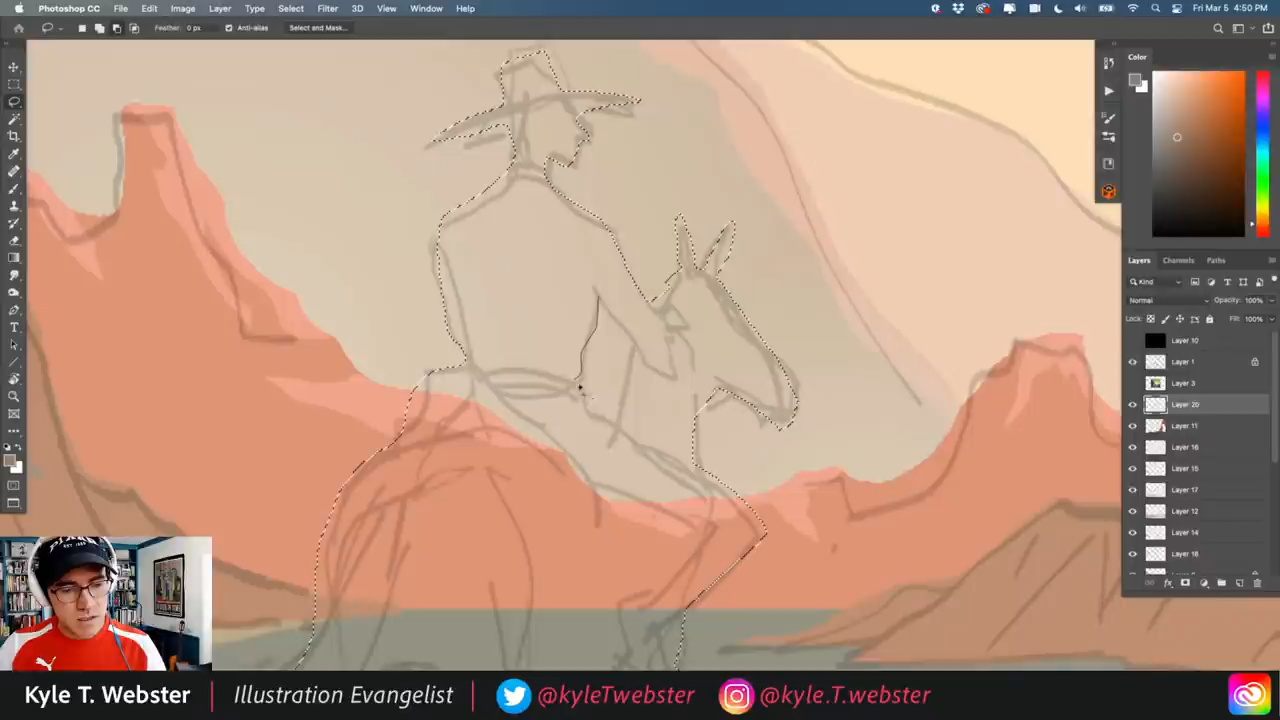 Photoshop CC File Edit Image Layer Type Select Filter 3D View Window Help Fri Mar 5 4:50 PM
Feather: 0 px Anti-alias Select and Mask...
Color
Layers Channels Paths
Kind
Normal Opacity: 100%
Lock: Fill: 100%
Layer 10
Layer 1
Layer 3
Layer 20
Layer 11
Layer 16
Layer 15
Layer 17
Layer 12
Layer 14
Layer 18
Kyle T. Webster | Illustration Evangelist | @kyleTwebster @kyle.T.webster